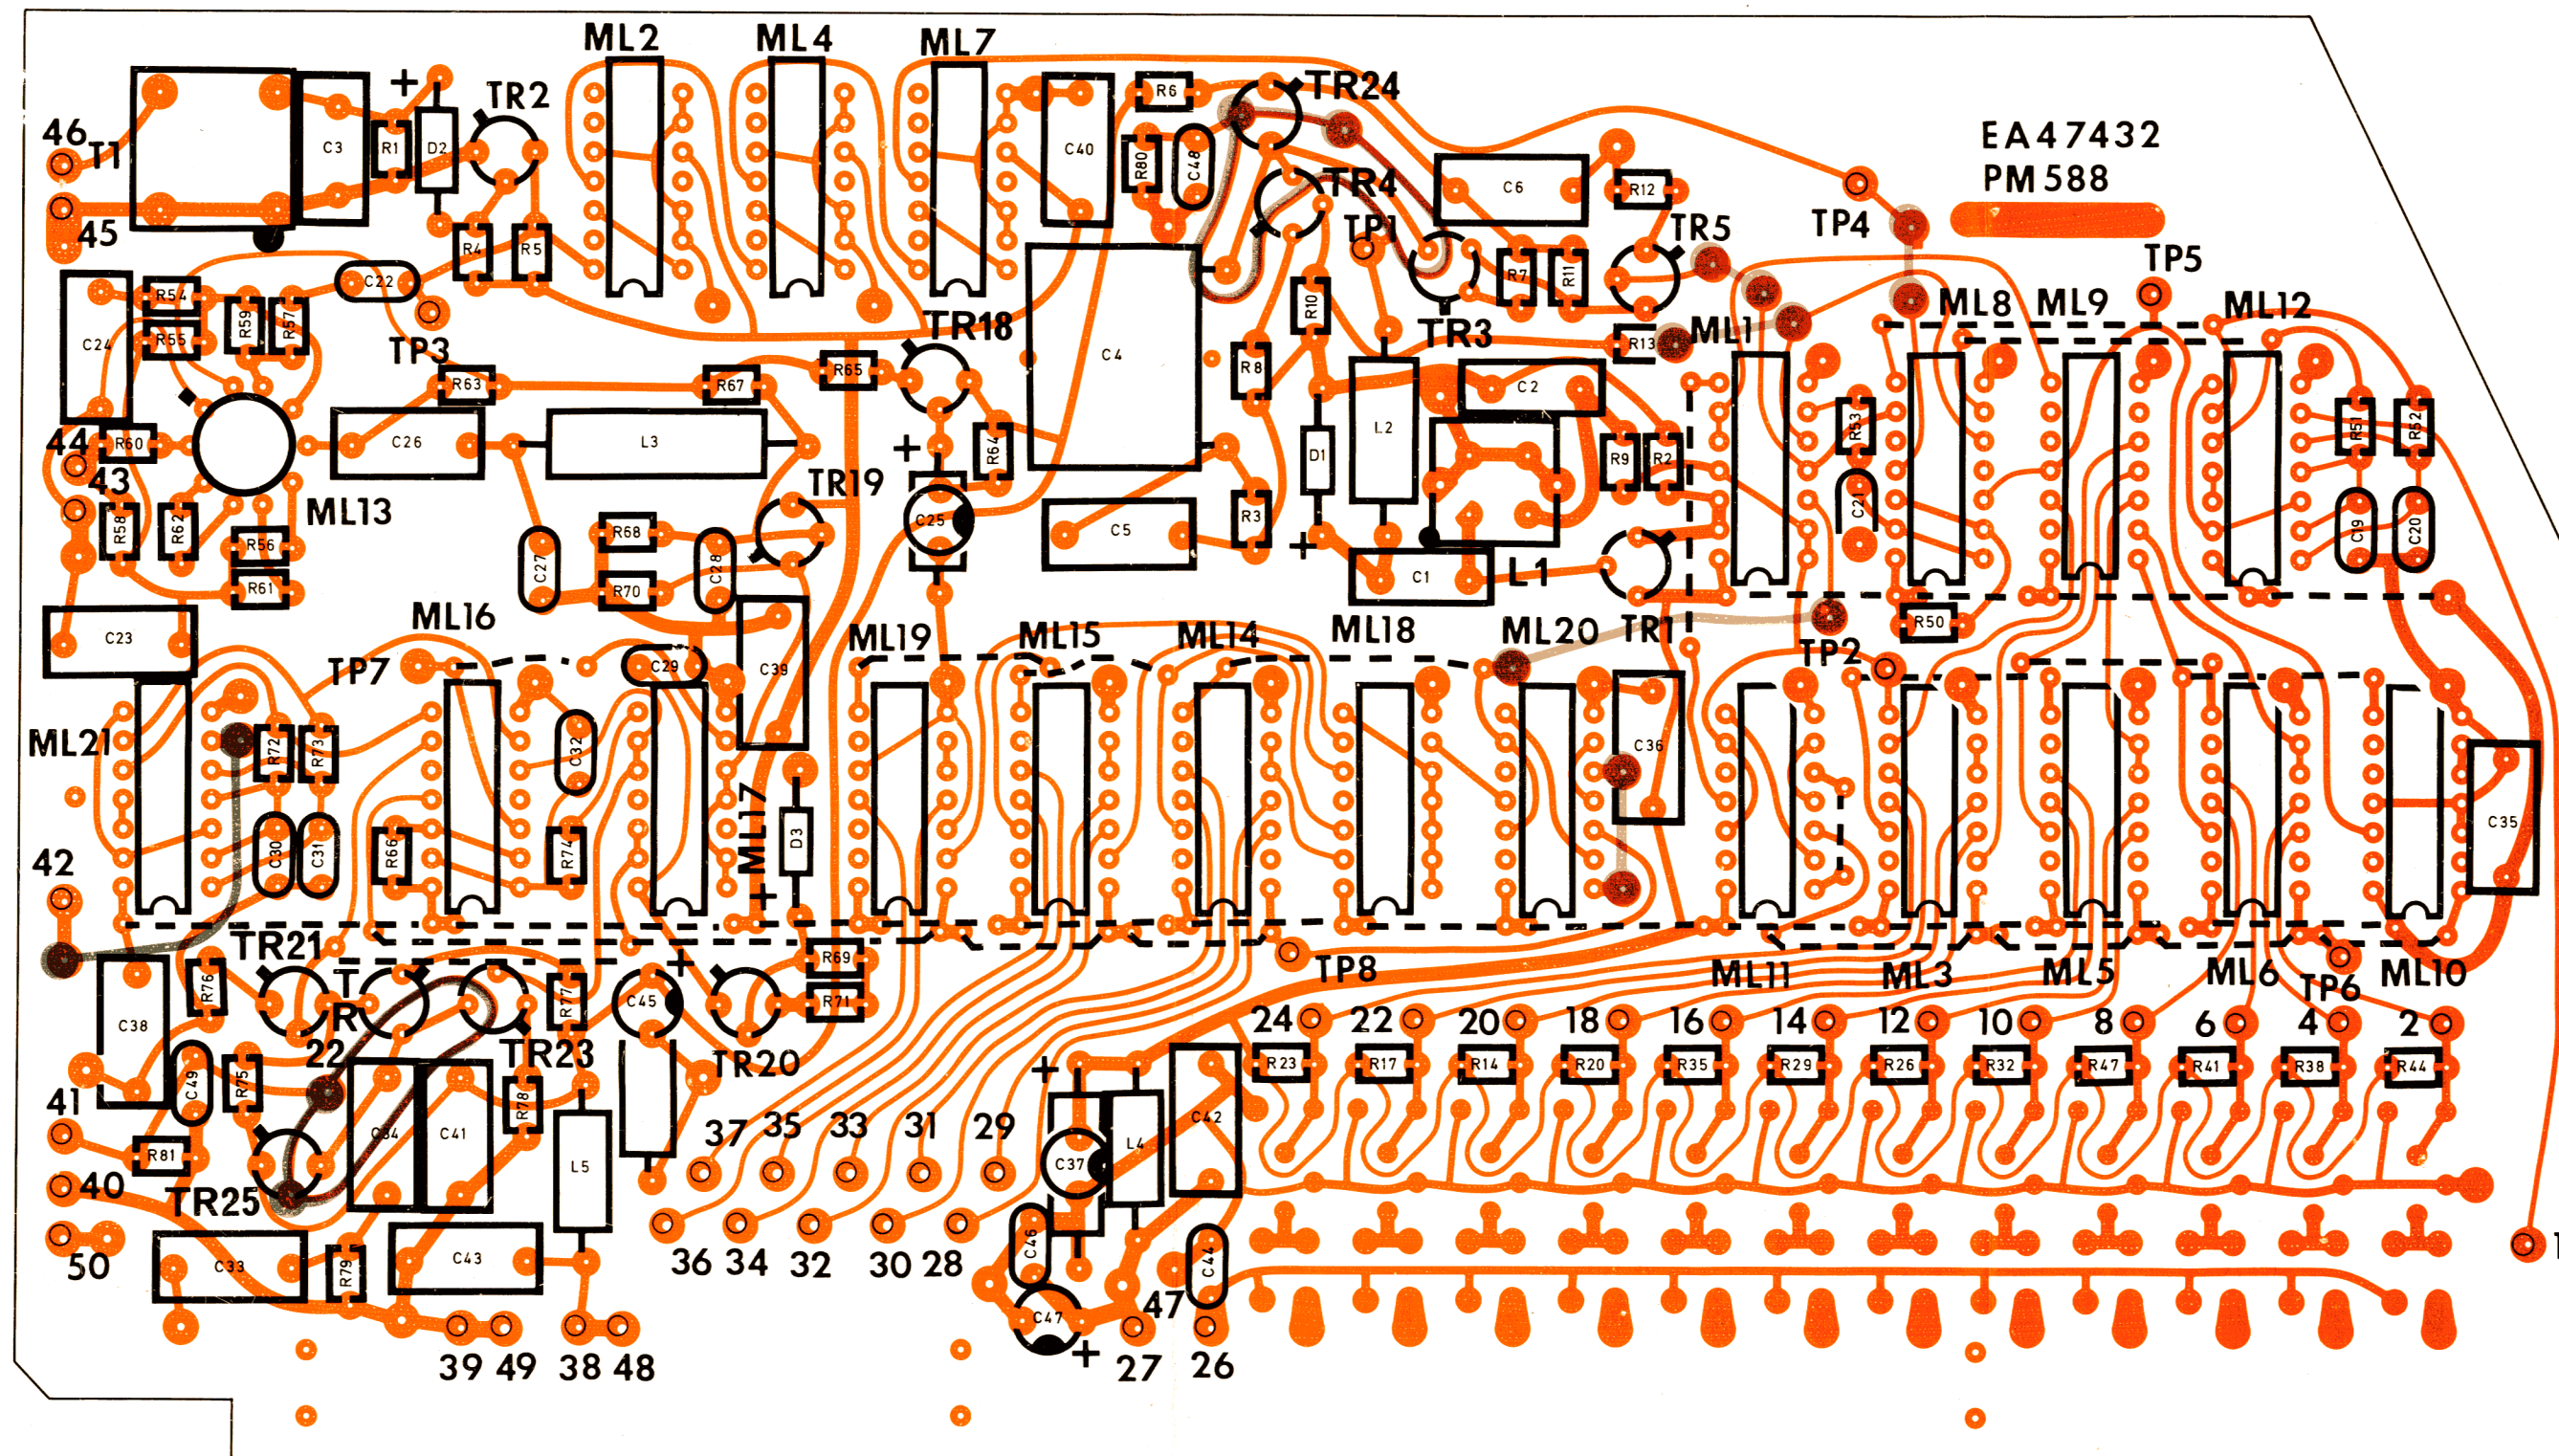 ML2 ML4 ML7
TR24
+ TR2
46 T1 C3 R1 D2 C40 R6 R80 C48
EA47432
PM588
TR4 C6 R12
45 TP1 TR5 TP4
R4 R5 TP5
C24 R54 C22 R7 R11
R55 R59 R57 R10 ML8 ML9 ML12
TP3 TR18 C4 TR3 R13 ML1
R63 R67 R65 R8 C2
44 R60 C26 L3 + R64 D1 L2 R9 R2 R53 R51 R52
43 TR19
R58 R62 ML13 C25 R3 C21 C19 C20
R56 R68 C5 +
R61 C27 R70 C28 C1 L1
C23 ML16 ML19 ML15 ML14 ML18 ML20 TR1 R50
TP7 C29 C39 TP2
ML21 R72 R73 C32 C36
ML17 D3 C35
42 C30 C31 R86 R74 +
TR21 + R69 TP8 ML11 ML3 ML5 ML6 TP6 ML10
C38 R76 T
R
22 TR23 R77 C45 R71
TR20
24 22 20 18 16 14 12 10 8 6 4 2
R23 R17 R14 R20 R35 R29 R26 R32 R47 R41 R38 R44
41 C49 R75 C34 C41 R78 + C42
R81 L5 37 35 33 31 29 C37 L4
40 TR25
50 C33 R79 C43 36 34 32 30 28 C46 C44 1
C47 + 47
39 49 38 48 27 26